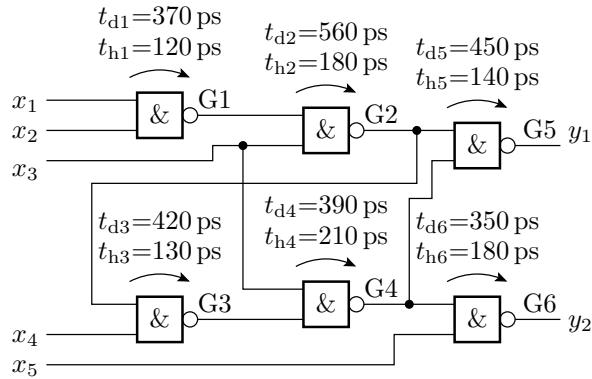 t_d1=370 ps
t_h1=120 ps
t_d2=560 ps
t_h2=180 ps
t_d5=450 ps
t_h5=140 ps
x_1
x_2
x_3
& G1
& G2
& G5
y_1
t_d3=420 ps
t_h3=130 ps
t_d4=390 ps
t_h4=210 ps
t_d6=350 ps
t_h6=180 ps
x_4
x_5
& G3
& G4
& G6
y_2